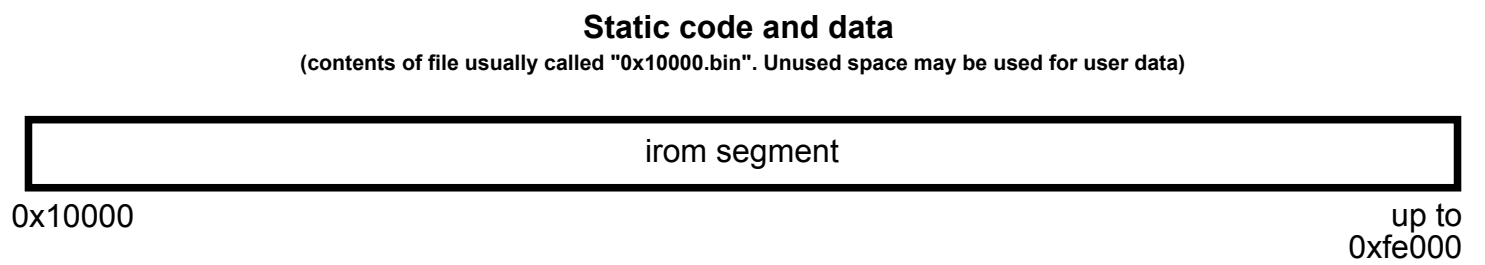 Static code and data
(contents of file usually called "0x10000.bin". Unused space may be used for user data)
irom segment
0x10000
up to
0xfe000